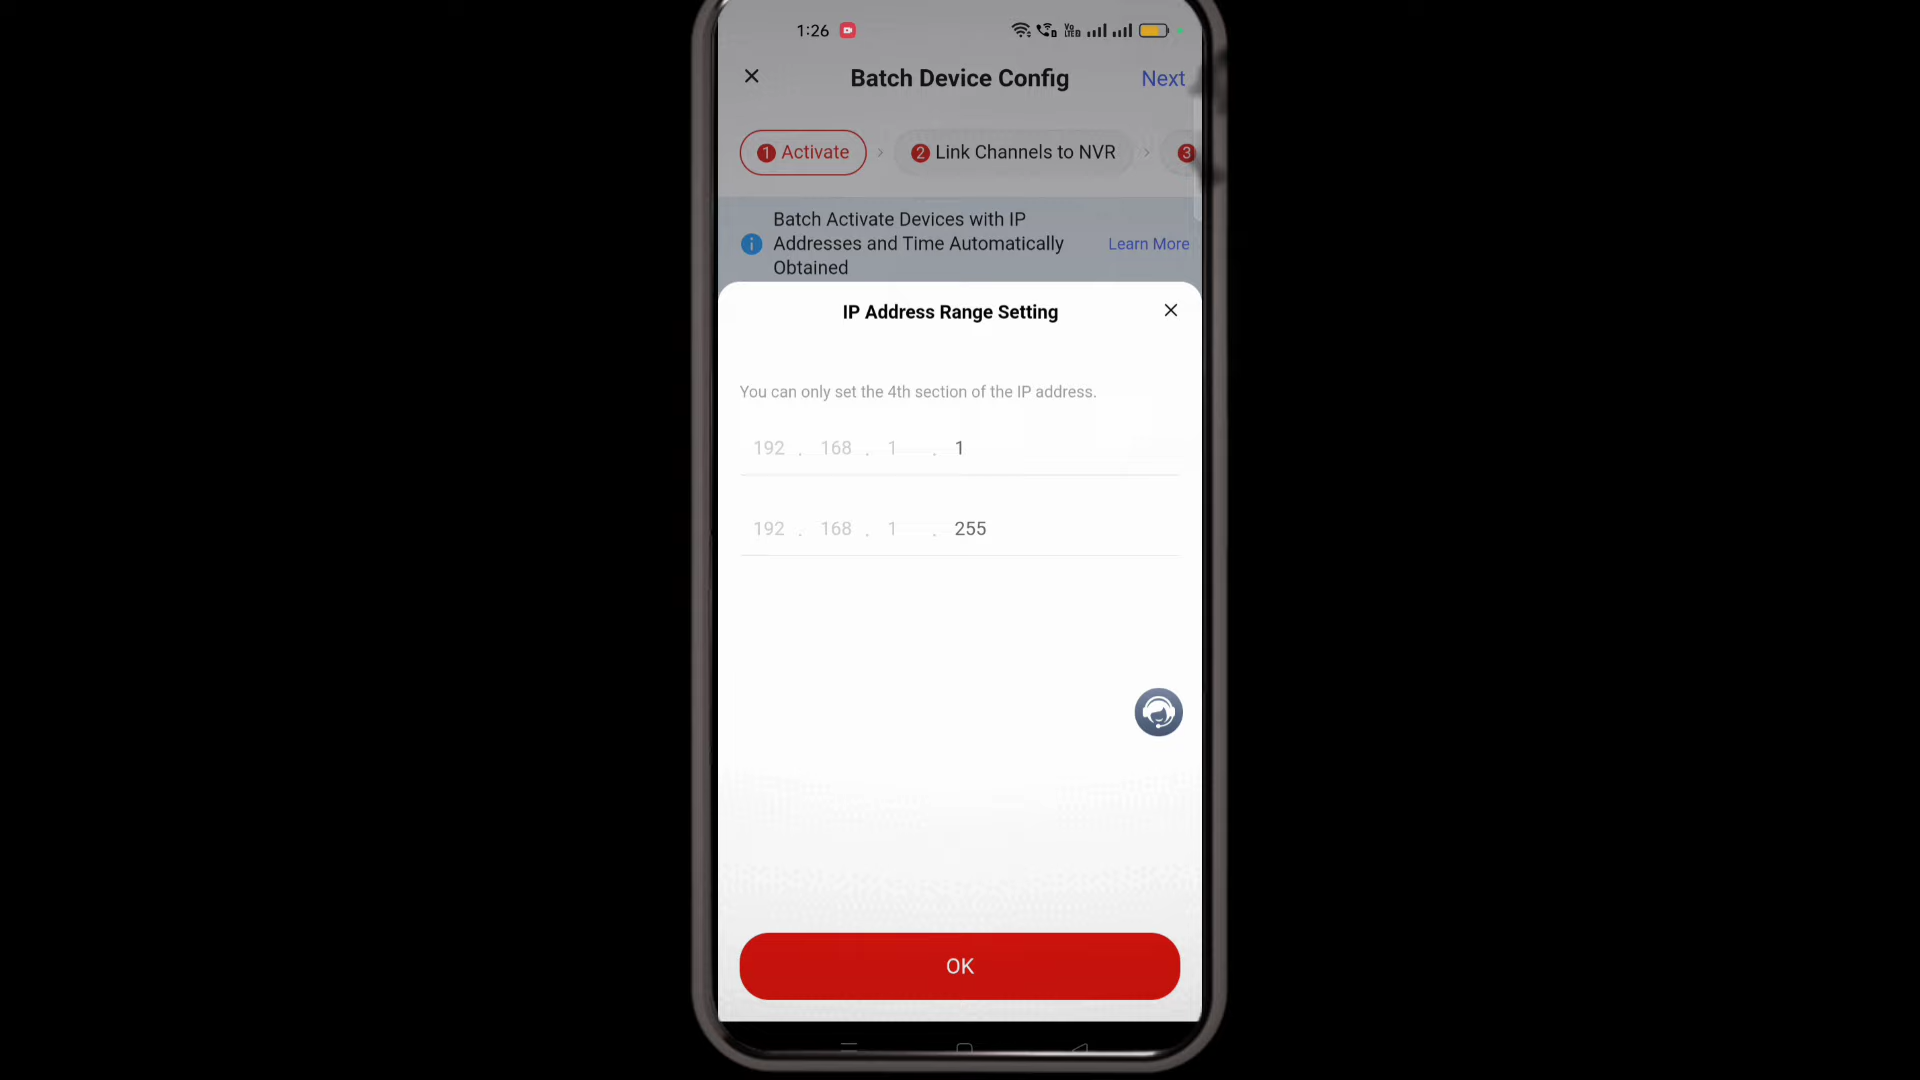 1:26
Batch Device Config
Next
1 Activate
2 Link Channels to NVR
3
Batch Activate Devices with IP
Addresses and Time Automatically
Obtained
Learn More
IP Address Range Setting
You can only set the 4th section of the IP address.
192 . 168 . 1 . 1
192 . 168 . 1 . 255
OK